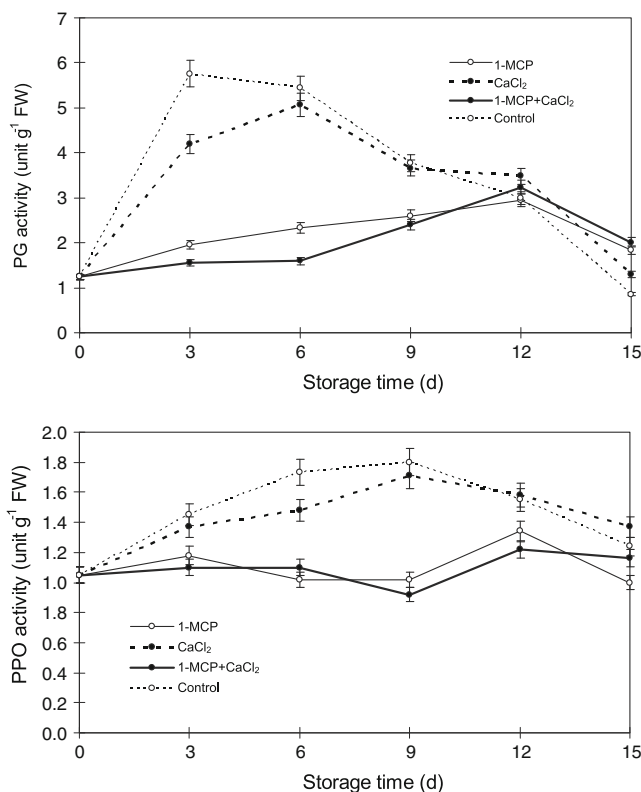 7
6
5
4
3
2
1
0
PG activity (unit g⁻¹ FW)
1-MCP
CaCl₂
1-MCP+CaCl₂
Control
0 3 6 9 12 15
Storage time (d)
2.0
1.8
1.6
1.4
1.2
1.0
0.8
0.6
0.4
0.2
0.0
PPO activity (unit g⁻¹ FW)
1-MCP
CaCl₂
1-MCP+CaCl₂
Control
0 3 6 9 12 15
Storage time (d)